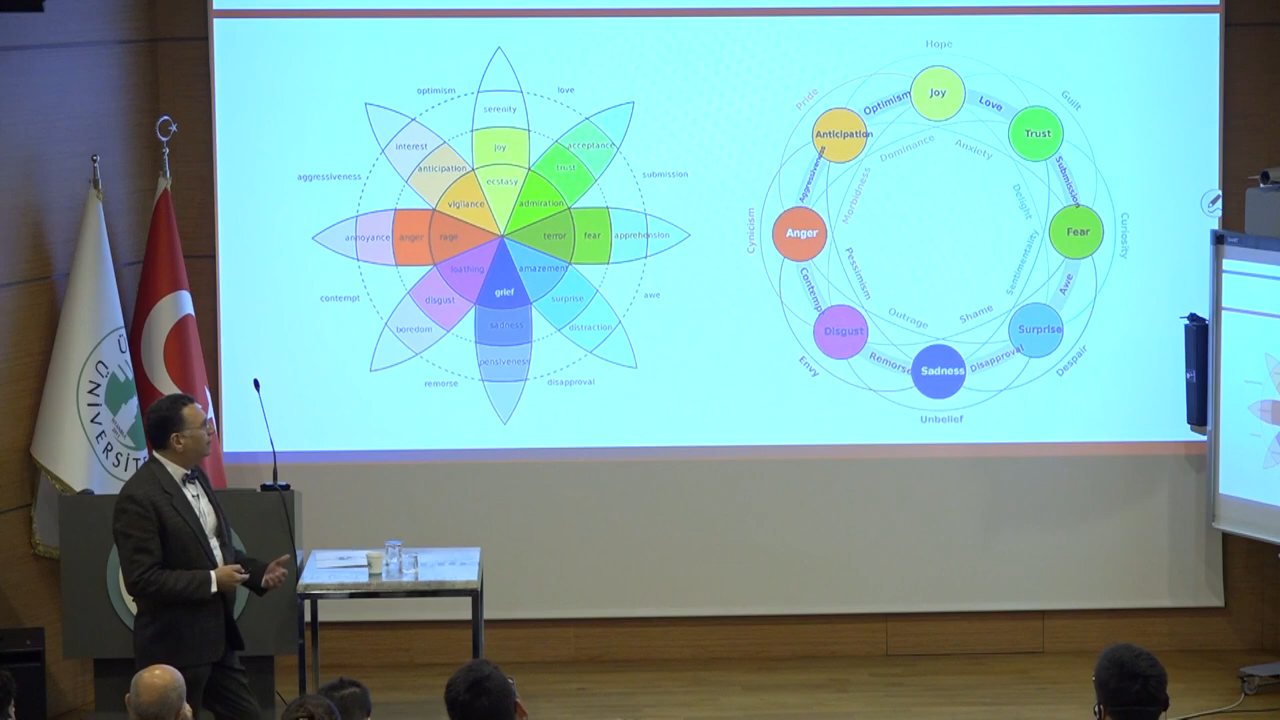 optimism
love
serenity
interest
joy
acceptance
anticipation
trust
aggressiveness
ecstasy
submission
vigilance
admiration
annoyance
anger
rage
terror
fear
apprehension
loathing
amazement
contempt
disgust
grief
surprise
awe
boredom
sadness
distraction
pensiveness
remorse
disapproval
Hope
Pride
Guilt
Joy
Optimism
Love
Anticipation
Trust
Dominance
Anxiety
Aggressiveness
Submission
Morbidness
Delight
Cynicism
Anger
Fear
Curiosity
Pessimism
Sentimentality
Contempt
Awe
Outrage
Shame
Disgust
Surprise
Envy
Remorse
Sadness
Disapproval
Despair
Unbelief
ÜNİVERSİT